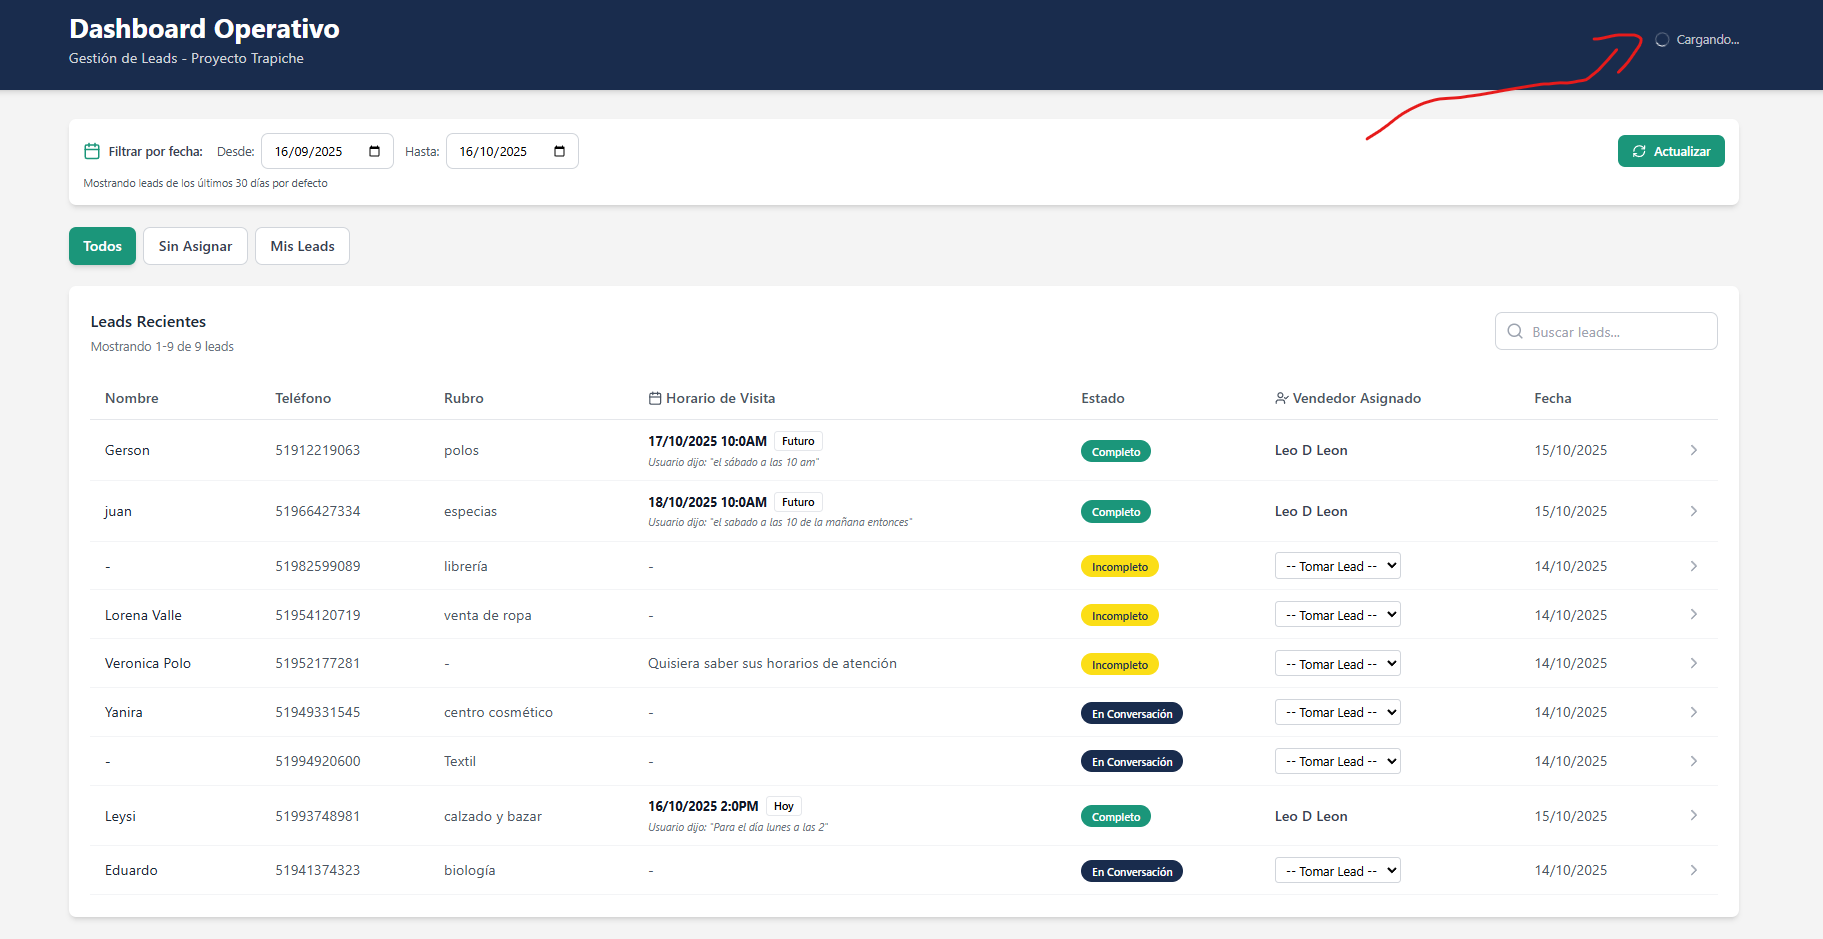 Dashboard Operativo
Gestión de Leads - Proyecto Trapiche
Cargando...
Filtrar por fecha: Desde: 16/09/2025 Hasta: 16/10/2025 Actualizar
Mostrando leads de los últimos 30 días por defecto
Todos Sin Asignar Mis Leads
Leads Recientes
Mostrando 1-9 de 9 leads
Buscar leads...
Nombre Teléfono Rubro Horario de Visita Estado Vendedor Asignado Fecha
Gerson 51912219063 polos 17/10/2025 10:0AM Futuro Completo Leo D Leon 15/10/2025
Usuario dijo: "el sábado a las 10 am"
juan 51966427334 especias 18/10/2025 10:0AM Futuro Completo Leo D Leon 15/10/2025
Usuario dijo: "el sabado a las 10 de la mañana entonces"
- 51982599089 librería - Incompleto -- Tomar Lead -- 14/10/2025
Lorena Valle 51954120719 venta de ropa - Incompleto -- Tomar Lead -- 14/10/2025
Veronica Polo 51952177281 - Quisiera saber sus horarios de atención Incompleto -- Tomar Lead -- 14/10/2025
Yanira 51949331545 centro cosmético - En Conversación -- Tomar Lead -- 14/10/2025
- 51994920600 Textil - En Conversación -- Tomar Lead -- 14/10/2025
Leysi 51993748981 calzado y bazar 16/10/2025 2:0PM Hoy Completo Leo D Leon 15/10/2025
Usuario dijo: "Para el día lunes a las 2"
Eduardo 51941374323 biología - En Conversación -- Tomar Lead -- 14/10/2025